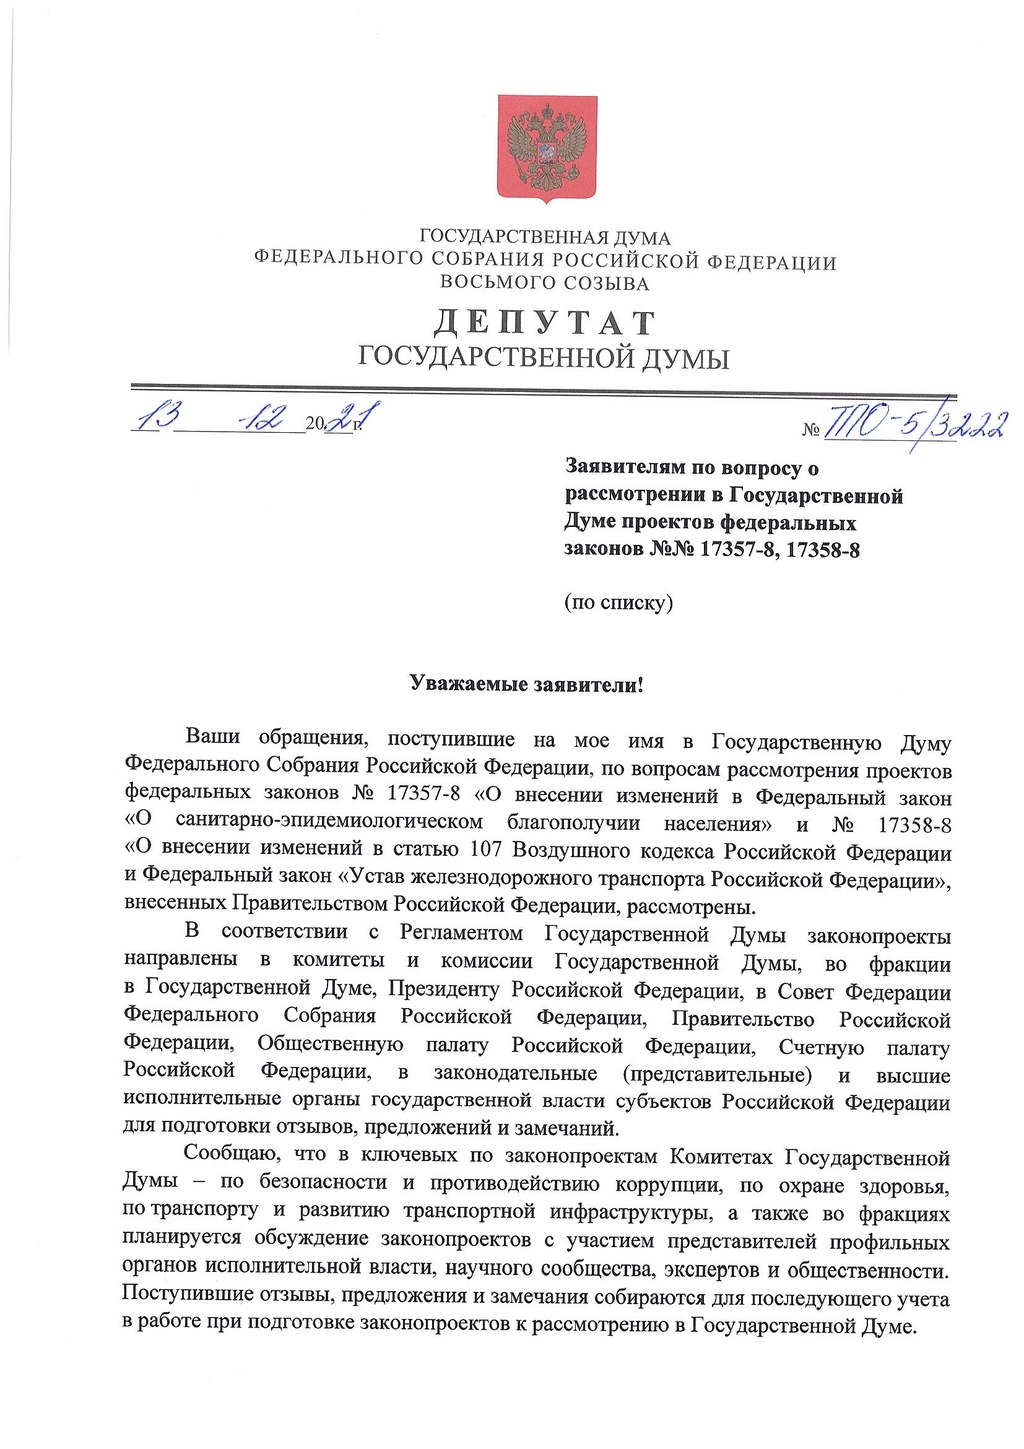 ГОСУДАРСТВЕННАЯ ДУМА
ФЕДЕРАЛЬНОГО СОБРАНИЯ РОССИЙСКОЙ ФЕДЕРАЦИИ
ВОСЬМОГО СОЗЫВА
ДЕПУТАТ
ГОСУДАРСТВЕННОЙ ДУМЫ
13 12 2021 г.
№ ТПО-5/3222
Заявителям по вопросу о
рассмотрении в Государственной
Думе проектов федеральных
законов №№ 17357-8, 17358-8
(по списку)
Уважаемые заявители!
Ваши обращения, поступившие на мое имя в Государственную Думу
Федерального Собрания Российской Федерации, по вопросам рассмотрения проектов
федеральных законов № 17357-8 «О внесении изменений в Федеральный закон
«О санитарно-эпидемиологическом благополучии населения» и № 17358-8
«О внесении изменений в статью 107 Воздушного кодекса Российской Федерации
и Федеральный закон «Устав железнодорожного транспорта Российской Федерации»,
внесенных Правительством Российской Федерации, рассмотрены.
В соответствии с Регламентом Государственной Думы законопроекты
направлены в комитеты и комиссии Государственной Думы, во фракции
в Государственной Думе, Президенту Российской Федерации, в Совет Федерации
Федерального Собрания Российской Федерации, Правительство Российской
Федерации, Общественную палату Российской Федерации, Счетную палату
Российской Федерации, в законодательные (представительные) и высшие
исполнительные органы государственной власти субъектов Российской Федерации
для подготовки отзывов, предложений и замечаний.
Сообщаю, что в ключевых по законопроектам Комитетах Государственной
Думы – по безопасности и противодействию коррупции, по охране здоровья,
по транспорту и развитию транспортной инфраструктуры, а также во фракциях
планируется обсуждение законопроектов с участием представителей профильных
органов исполнительной власти, научного сообщества, экспертов и общественности.
Поступившие отзывы, предложения и замечания собираются для последующего учета
в работе при подготовке законопроектов к рассмотрению в Государственной Думе.